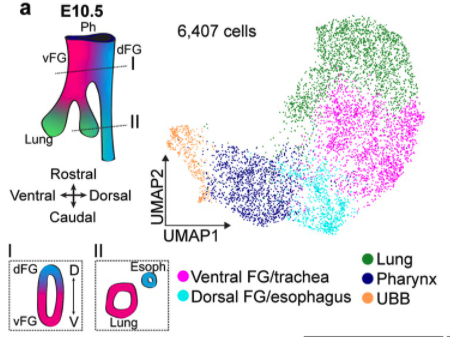 a
E10.5
Ph
vFG
dFG
I
II
Lung
Rostral
Ventral
Dorsal
Caudal
6,407 cells
UMAP2
UMAP1
I
dFG
D
vFG
V
II
Esoph.
Lung
Ventral FG/trachea
Dorsal FG/esophagus
Lung
Pharynx
UBB